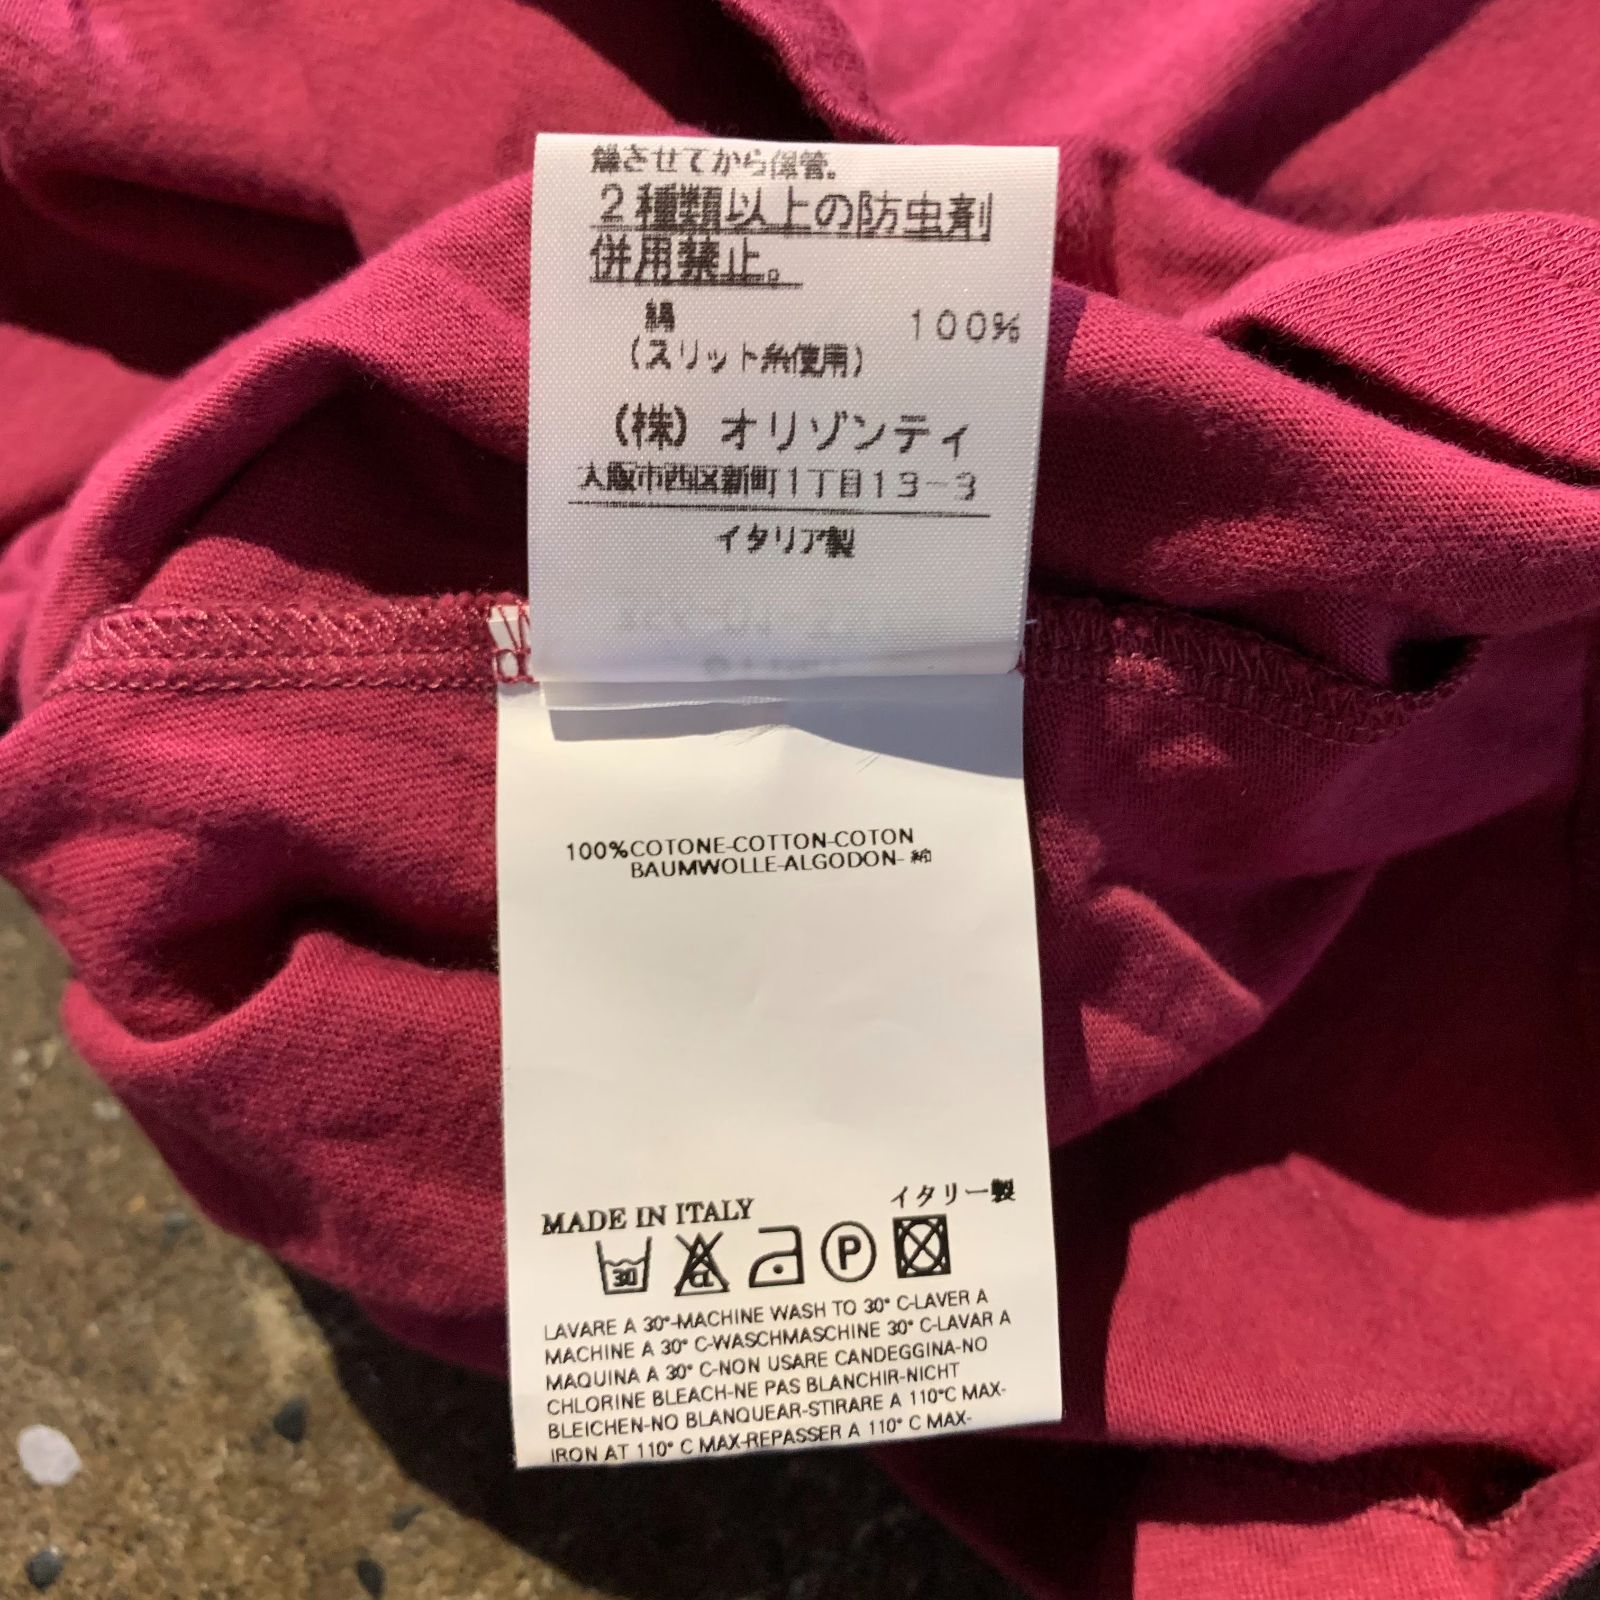 燥させてから保管。
2種類以上の防虫剤
併用禁止。
綿 100%
(スリット糸使用)
(株) オリゾンティ
大阪市西区新町1丁目13-3
イタリア製
100%COTONE-COTTON-COTON
BAUMWOLLE-ALGODON-綿
イタリー製
MADE IN ITALY
30 CL P
LAVARE A 30°-MACHINE WASH TO 30° C-LAVER A
MACHINE A 30° C-WASCHMASCHINE 30° C-LAVAR A
MAQUINA A 30° C-NON USARE CANDEGGINA-NO
CHLORINE BLEACH-NE PAS BLANCHIR-NICHT
BLEICHEN-NO BLANQUEAR-STIRARE A 110°C MAX-
IRON AT 110° C MAX-REPASSER A 110° C MAX-